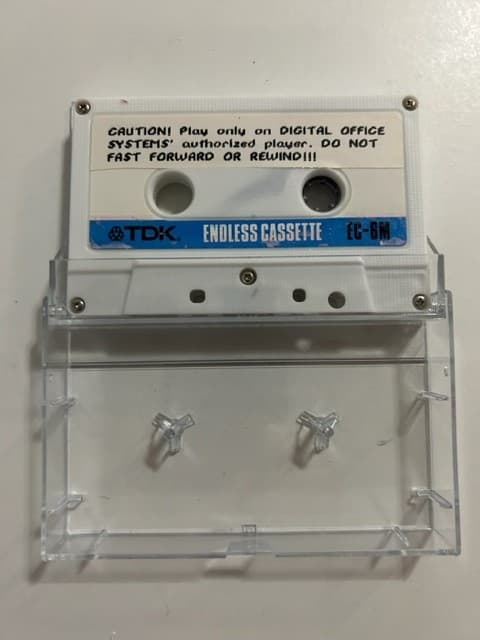 CAUTION! Play only on DIGITAL OFFICE
SYSTEMS' authorized player. DO NOT
FAST FORWARD OR REWIND!!!
TDK ENDLESS CASSETTE EC-6M